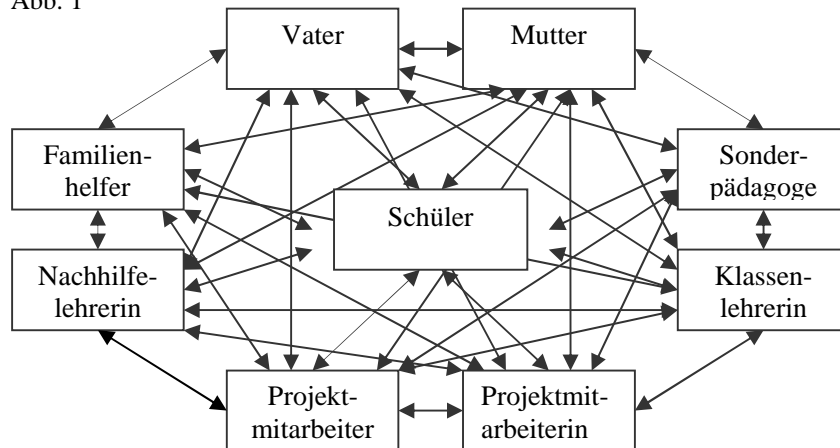 Abb. 1
Vater
Mutter
Familien-
helfer
Sonder-
pädagoge
Schüler
Nachhilfe-
lehrerin
Klassen-
lehrerin
Projekt-
mitarbeiter
Projektmit-
arbeiterin